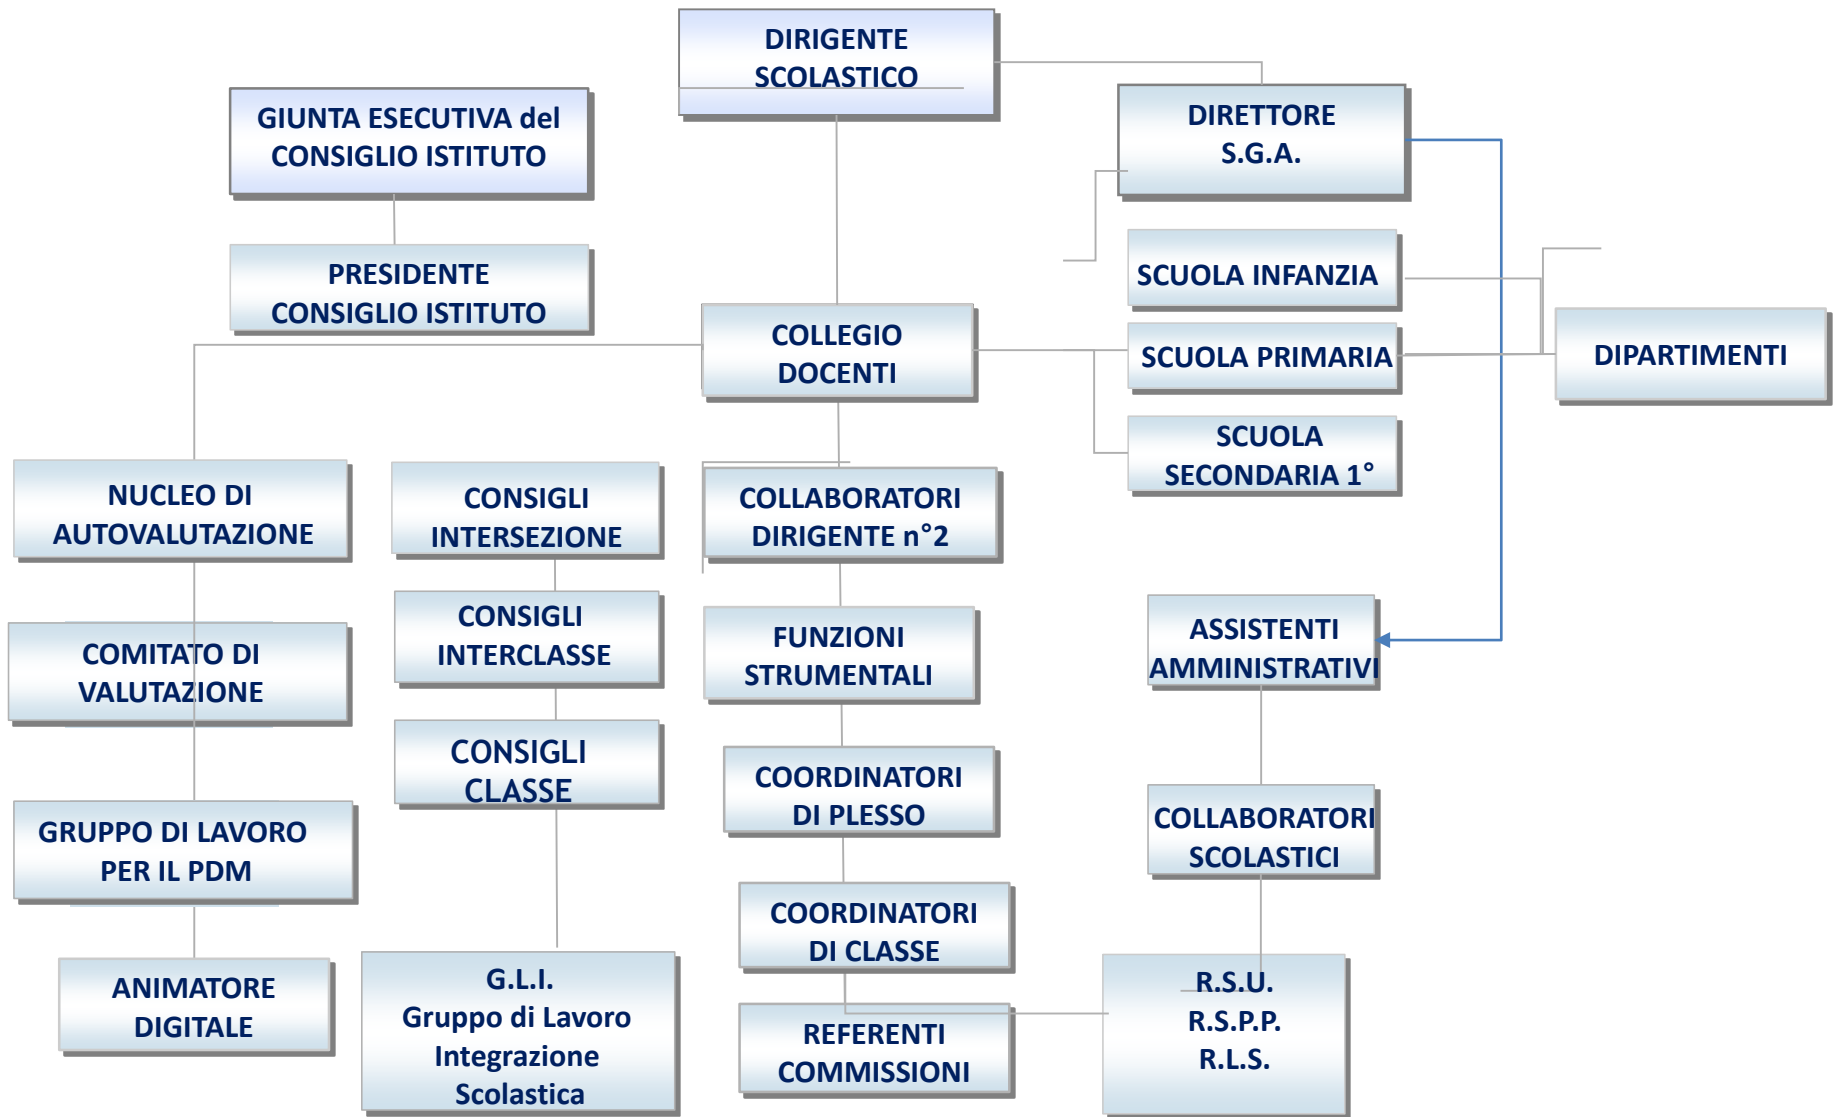 DIRIGENTE
SCOLASTICO
GIUNTA ESECUTIVA del
CONSIGLIO ISTITUTO
DIRETTORE
S.G.A.
PRESIDENTE
CONSIGLIO ISTITUTO
SCUOLA INFANZIA
COLLEGIO
DOCENTI
SCUOLA PRIMARIA
DIPARTIMENTI
SCUOLA
SECONDARIA 1°
NUCLEO DI
AUTOVALUTAZIONE
CONSIGLI
INTERSEZIONE
COLLABORATORI
DIRIGENTE n°2
COMITATO DI
VALUTAZIONE
CONSIGLI
INTERCLASSE
FUNZIONI
STRUMENTALI
ASSISTENTI
AMMINISTRATIVI
CONSIGLI
CLASSE
COORDINATORI
DI PLESSO
GRUPPO DI LAVORO
PER IL PDM
COLLABORATORI
SCOLASTICI
COORDINATORI
DI CLASSE
ANIMATORE
DIGITALE
G.L.I.
Gruppo di Lavoro
Integrazione
Scolastica
REFERENTI
COMMISSIONI
R.S.U.
R.S.P.P.
R.L.S.